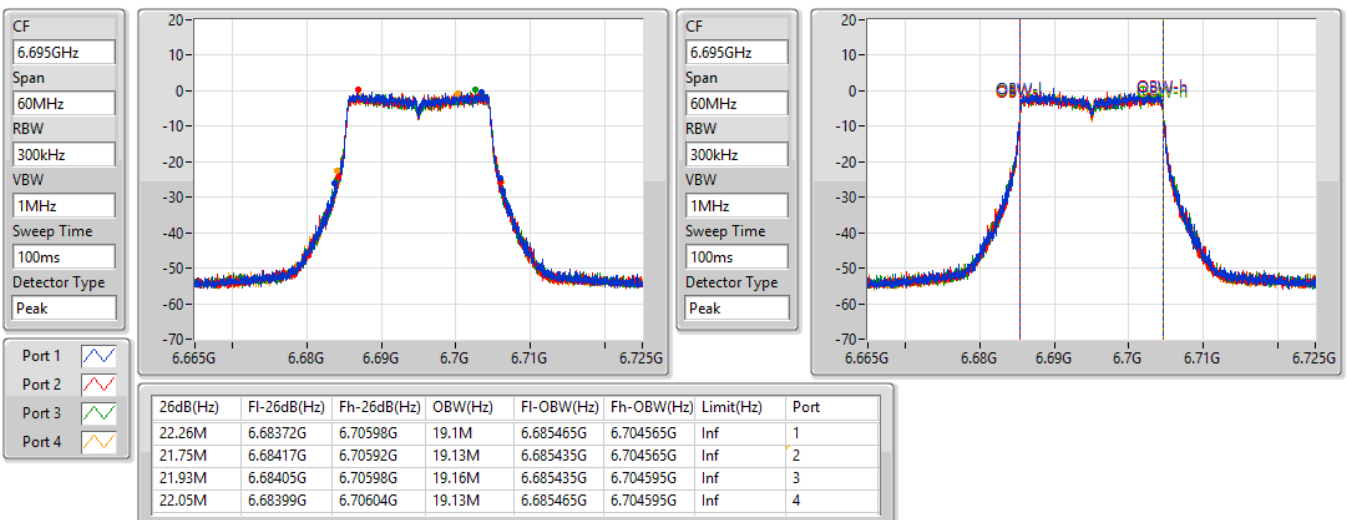 CF
6.695GHz
Span
60MHz
RBW
300kHz
VBW
1MHz
Sweep Time
100ms
Detector Type
Peak
20
10
0
-10
-20
-30
-40
-50
-60
-70
6.665G 6.68G 6.69G 6.7G 6.71G 6.725G
CF
6.695GHz
Span
60MHz
RBW
300kHz
VBW
1MHz
Sweep Time
100ms
Detector Type
Peak
20
10
0
-10
-20
-30
-40
-50
-60
-70
OBW-l OBW-h
6.665G 6.68G 6.69G 6.7G 6.71G 6.725G
Port 1
Port 2
Port 3
Port 4
26dB(Hz) Fl-26dB(Hz) Fh-26dB(Hz) OBW(Hz) Fl-OBW(Hz) Fh-OBW(Hz) Limit(Hz) Port
22.26M 6.68372G 6.70598G 19.1M 6.685465G 6.704565G Inf 1
21.75M 6.68417G 6.70592G 19.13M 6.685435G 6.704565G Inf 2
21.93M 6.68405G 6.70598G 19.16M 6.685435G 6.704595G Inf 3
22.05M 6.68399G 6.70604G 19.13M 6.685465G 6.704595G Inf 4